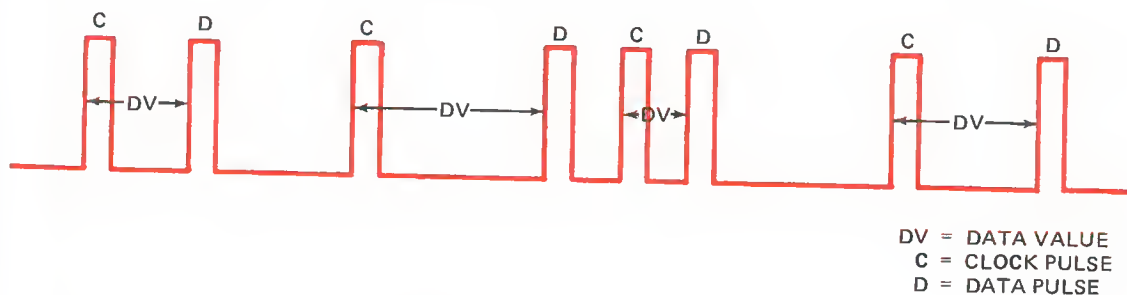 C D C D C D C D
DV DV DV DV
DV = DATA VALUE
C = CLOCK PULSE
D = DATA PULSE